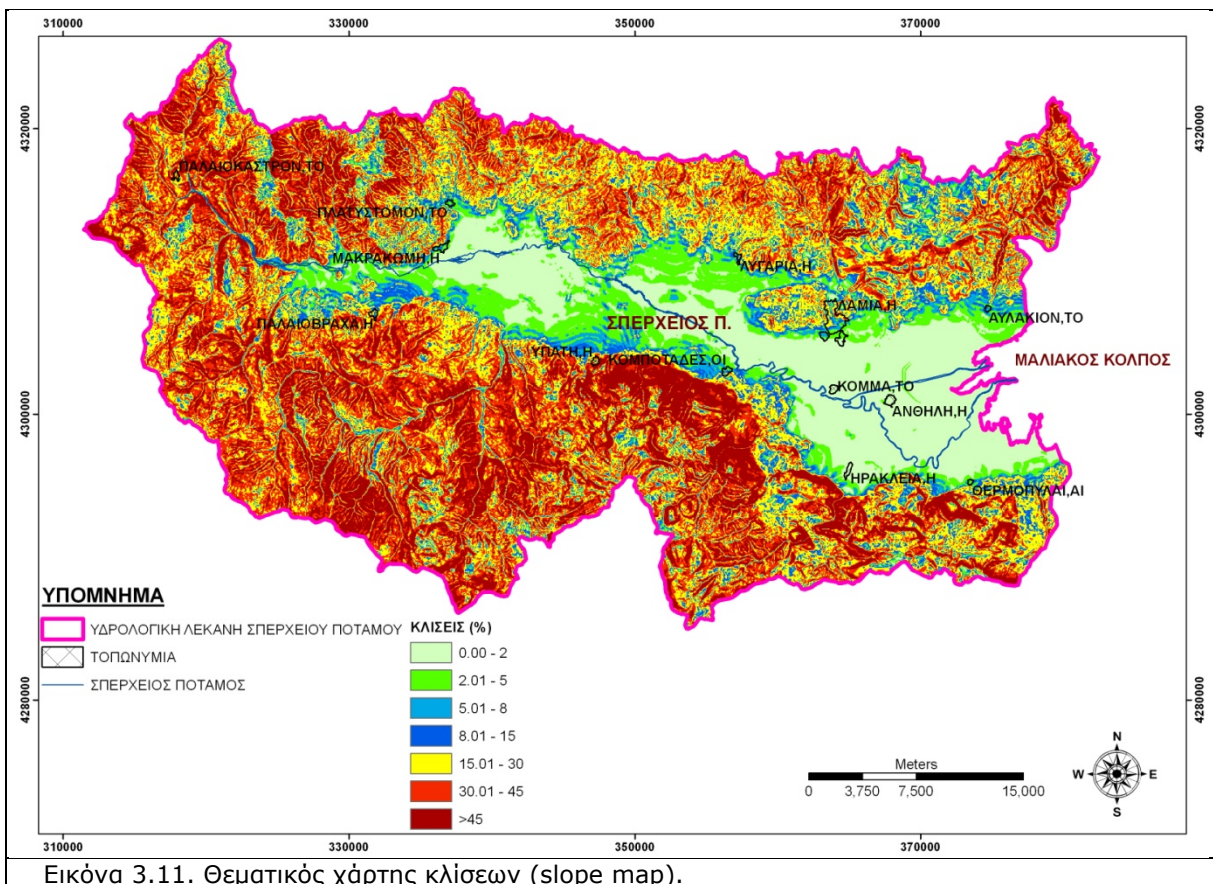 310000 330000 350000 370000
4320000 4320000
ΠΑΛΑΙΟΚΑΣΤΡΟΝ,ΤΟ
ΠΛΑΤΥΣΤΟΜΟΝ,ΤΟ
ΜΑΚΡΑΚΩΜΗ,Η
ΛΥΓΑΡΙΑ,Η
ΛΑΜΙΑ,Η
ΑΥΛΑΚΙΟΝ,ΤΟ
ΠΑΛΑΙΟΒΡΑΧΑ,Η
ΣΠΕΡΧΕΙΟΣ Π.
ΥΠΑΤΗ,Η
ΚΟΜΠΟΤΑΔΕΣ,ΟΙ
ΜΑΛΙΑΚΟΣ ΚΟΛΠΟΣ
ΚΟΜΜΑ,ΤΟ
ΑΝΘΗΛΗ,Η
4300000 4300000
ΗΡΑΚΛΕΙΑ,Η
ΘΕΡΜΟΠΥΛΑΙ,ΑΙ
ΥΠΟΜΝΗΜΑ
ΥΔΡΟΛΟΓΙΚΗ ΛΕΚΑΝΗ ΣΠΕΡΧΕΙΟΥ ΠΟΤΑΜΟΥ
ΤΟΠΩΝΥΜΙΑ
ΣΠΕΡΧΕΙΟΣ ΠΟΤΑΜΟΣ
ΚΛΙΣΕΙΣ (%)
0.00 - 2
2.01 - 5
5.01 - 8
8.01 - 15
15.01 - 30
30.01 - 45
>45
4280000 4280000
Meters
0 3,750 7,500 15,000
N
W E
S
310000 330000 350000 370000
Εικόνα 3.11. Θεματικός χάρτης κλίσεων (slope map).